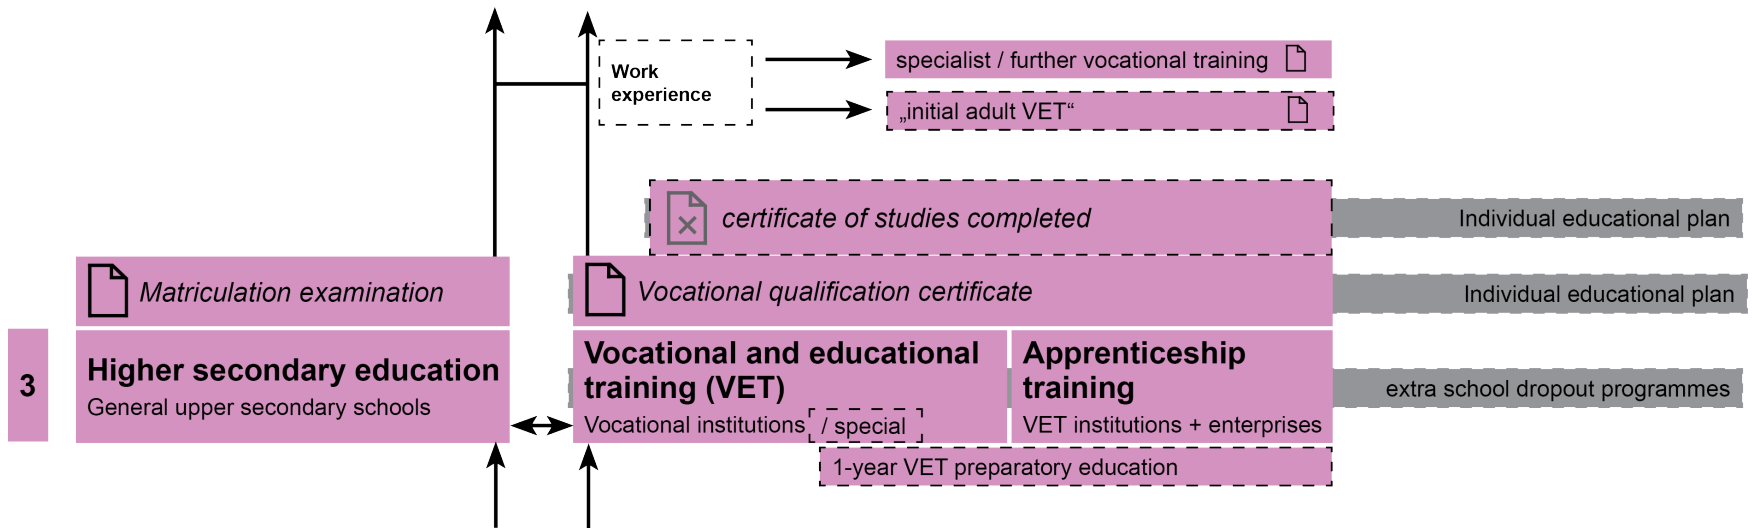 Work
experience
specialist / further vocational training
„initial adult VET“
certificate of studies completed
Individual educational plan
Matriculation examination
Vocational qualification certificate
Individual educational plan
3
Higher secondary education
General upper secondary schools
Vocational and educational
training (VET)
Vocational institutions / special
Apprenticeship
training
VET institutions + enterprises
extra school dropout programmes
1-year VET preparatory education